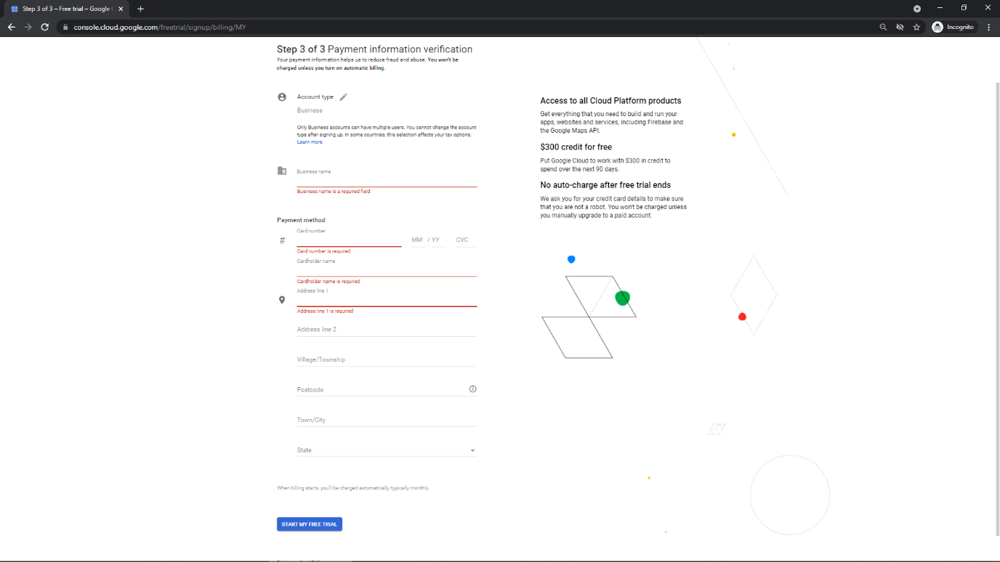 Step 3 of 3 – Free trial – Google C
console.cloud.google.com/freetrial/signup/billing/MY
Incognito
Step 3 of 3 Payment information verification
Your payment information helps us to reduce fraud and abuse. You won't be
charged unless you turn on automatic billing.
Account type
Business
Only Business accounts can have multiple users. You cannot change the account
type after signing up. In some countries, this selection affects your tax options.
Learn more
Business name
Business name is a required field
Payment method
Card number
# MM / YY CVC
Card number is required
Cardholder name
Cardholder name is required
Address line 1
Address line 1 is required
Address line 2
Village/Township
Postcode
Town/City
State
When billing starts, you'll be charged automatically, typically monthly.
START MY FREE TRIAL
Access to all Cloud Platform products
Get everything that you need to build and run your
apps, websites and services, including Firebase and
the Google Maps API.
$300 credit for free
Put Google Cloud to work with $300 in credit to
spend over the next 90 days.
No auto-charge after free trial ends
We ask you for your credit card details to make sure
that you are not a robot. You won't be charged unless
you manually upgrade to a paid account.